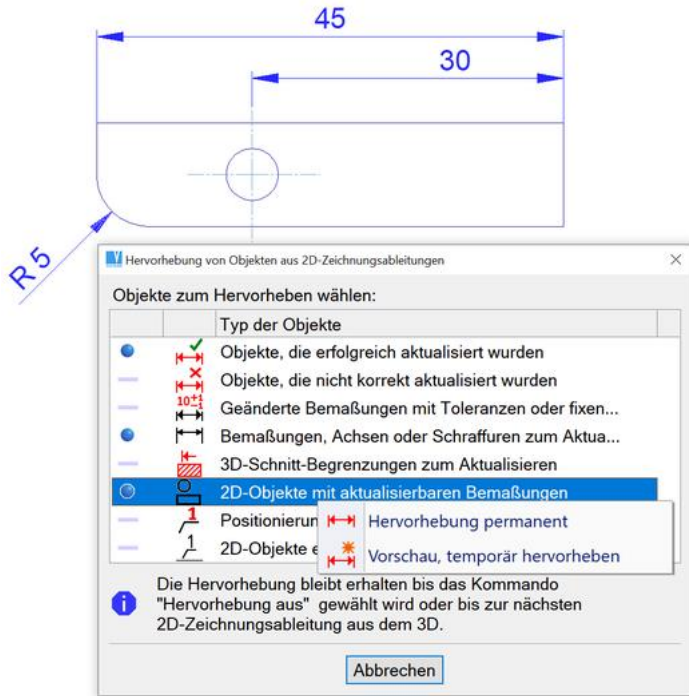 45
30
R 5
Hervorhebung von Objekten aus 2D-Zeichnungsableitungen
Objekte zum Hervorheben wählen:
Typ der Objekte
Objekte, die erfolgreich aktualisiert wurden
Objekte, die nicht korrekt aktualisiert wurden
10+1 -1 Geänderte Bemaßungen mit Toleranzen oder fixen...
Bemaßungen, Achsen oder Schraffuren zum Aktua...
3D-Schnitt-Begrenzungen zum Aktualisieren
2D-Objekte mit aktualisierbaren Bemaßungen
1 Positionierun
Hervorhebung permanent
1 2D-Objekte e
Vorschau, temporär hervorheben
Die Hervorhebung bleibt erhalten bis das Kommando
"Hervorhebung aus" gewählt wird oder bis zur nächsten
2D-Zeichnungsableitung aus dem 3D.
Abbrechen